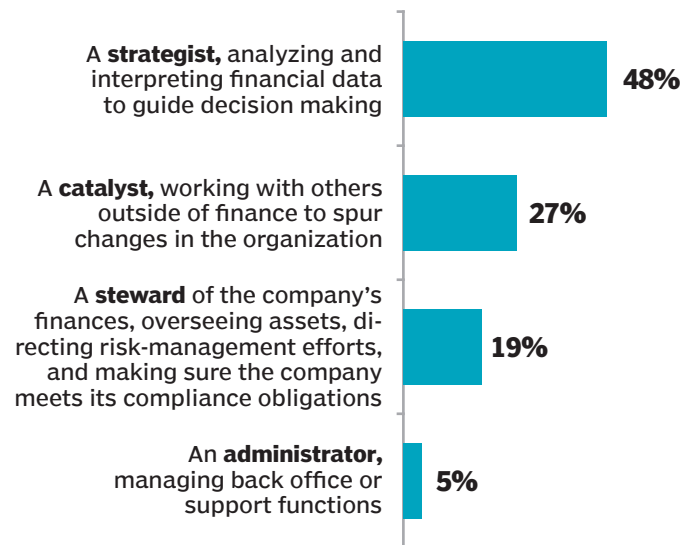 A strategist, analyzing and
interpreting financial data
to guide decision making
48%
A catalyst, working with others
outside of finance to spur
changes in the organization
27%
A steward of the company’s
finances, overseeing assets, di-
recting risk-management efforts,
and making sure the company
meets its compliance obligations
19%
An administrator,
managing back office or
support functions
5%